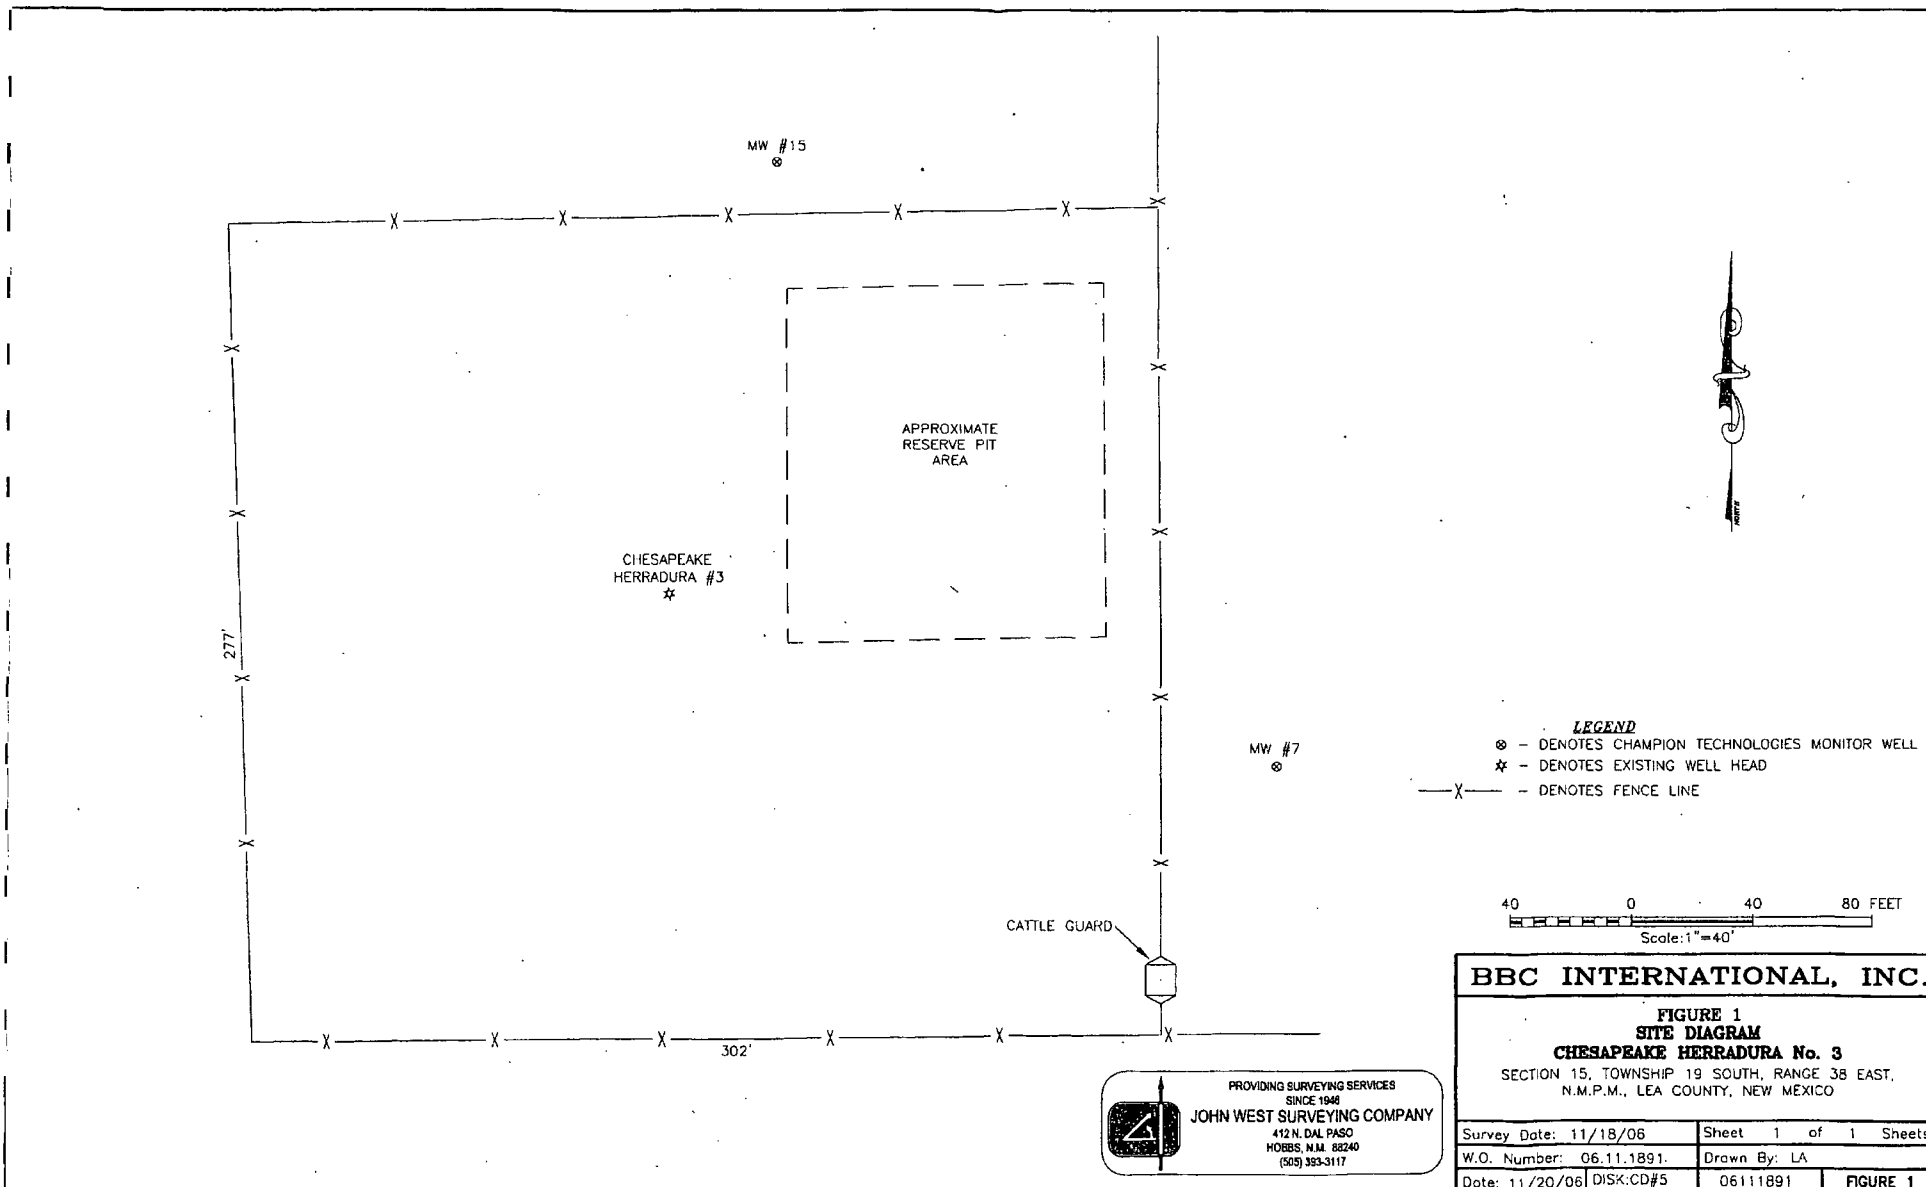 MW #15
APPROXIMATE
RESERVE PIT
AREA
CHESAPEAKE
HERRADURA #3
277'
NORTH
MW #7
LEGEND
⊗ - DENOTES CHAMPION TECHNOLOGIES MONITOR WELL
✡ - DENOTES EXISTING WELL HEAD
—X— - DENOTES FENCE LINE
CATTLE GUARD
302'
40 0 40 80 FEET
Scale:1"=40'
BBC INTERNATIONAL, INC.
FIGURE 1
SITE DIAGRAM
CHESAPEAKE HERRADURA No. 3
SECTION 15, TOWNSHIP 19 SOUTH, RANGE 38 EAST,
N.M.P.M., LEA COUNTY, NEW MEXICO
Survey Date: 11/18/06 Sheet 1 of 1 Sheets
W.O. Number: 06.11.1891. Drawn By: LA
Date: 11/20/06 DISK:CD#5 06111891 FIGURE 1
PROVIDING SURVEYING SERVICES
SINCE 1946
JOHN WEST SURVEYING COMPANY
412 N. DAL PASO
HOBBS, N.M. 88240
(505) 393-3117